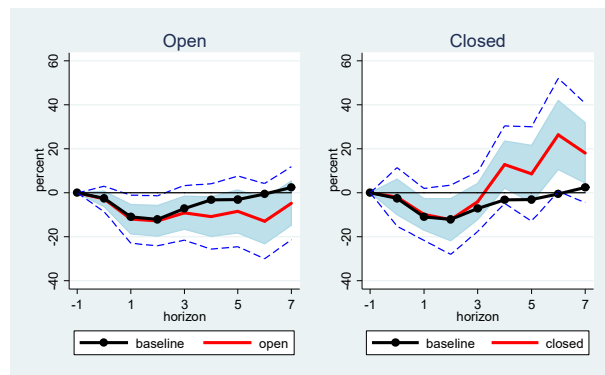 Open
Closed
percent
60
40
20
0
-20
-40
-1
1
3
5
7
horizon
baseline
open
percent
60
40
20
0
-20
-40
-1
1
3
5
7
horizon
baseline
closed